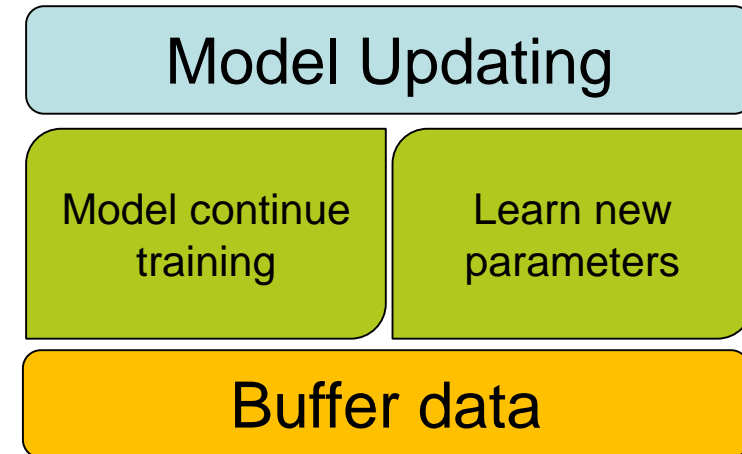 Model Updating
Model continue
training
Learn new
parameters
Buffer data